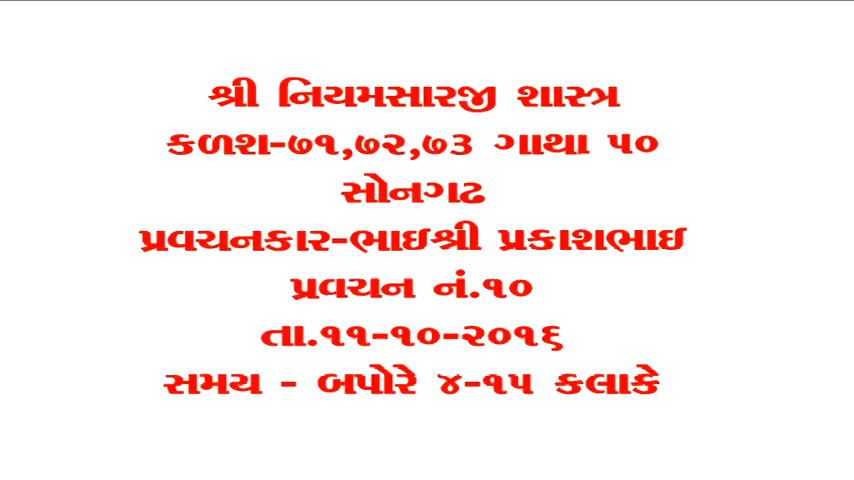 શ્રી નિયમસારજી શાસ્ત્ર
કળશ-૭૧,૭૨,૭૩ ગાથા ૫૦
સોનગઢ
પ્રવચનકાર-ભાઇશ્રી પ્રકાશભાઇ
પ્રવચન નં.૧૦
તા.૧૧-૧૦-૨૦૧૬
સમય - બપોરે ૪-૧૫ કલાકે